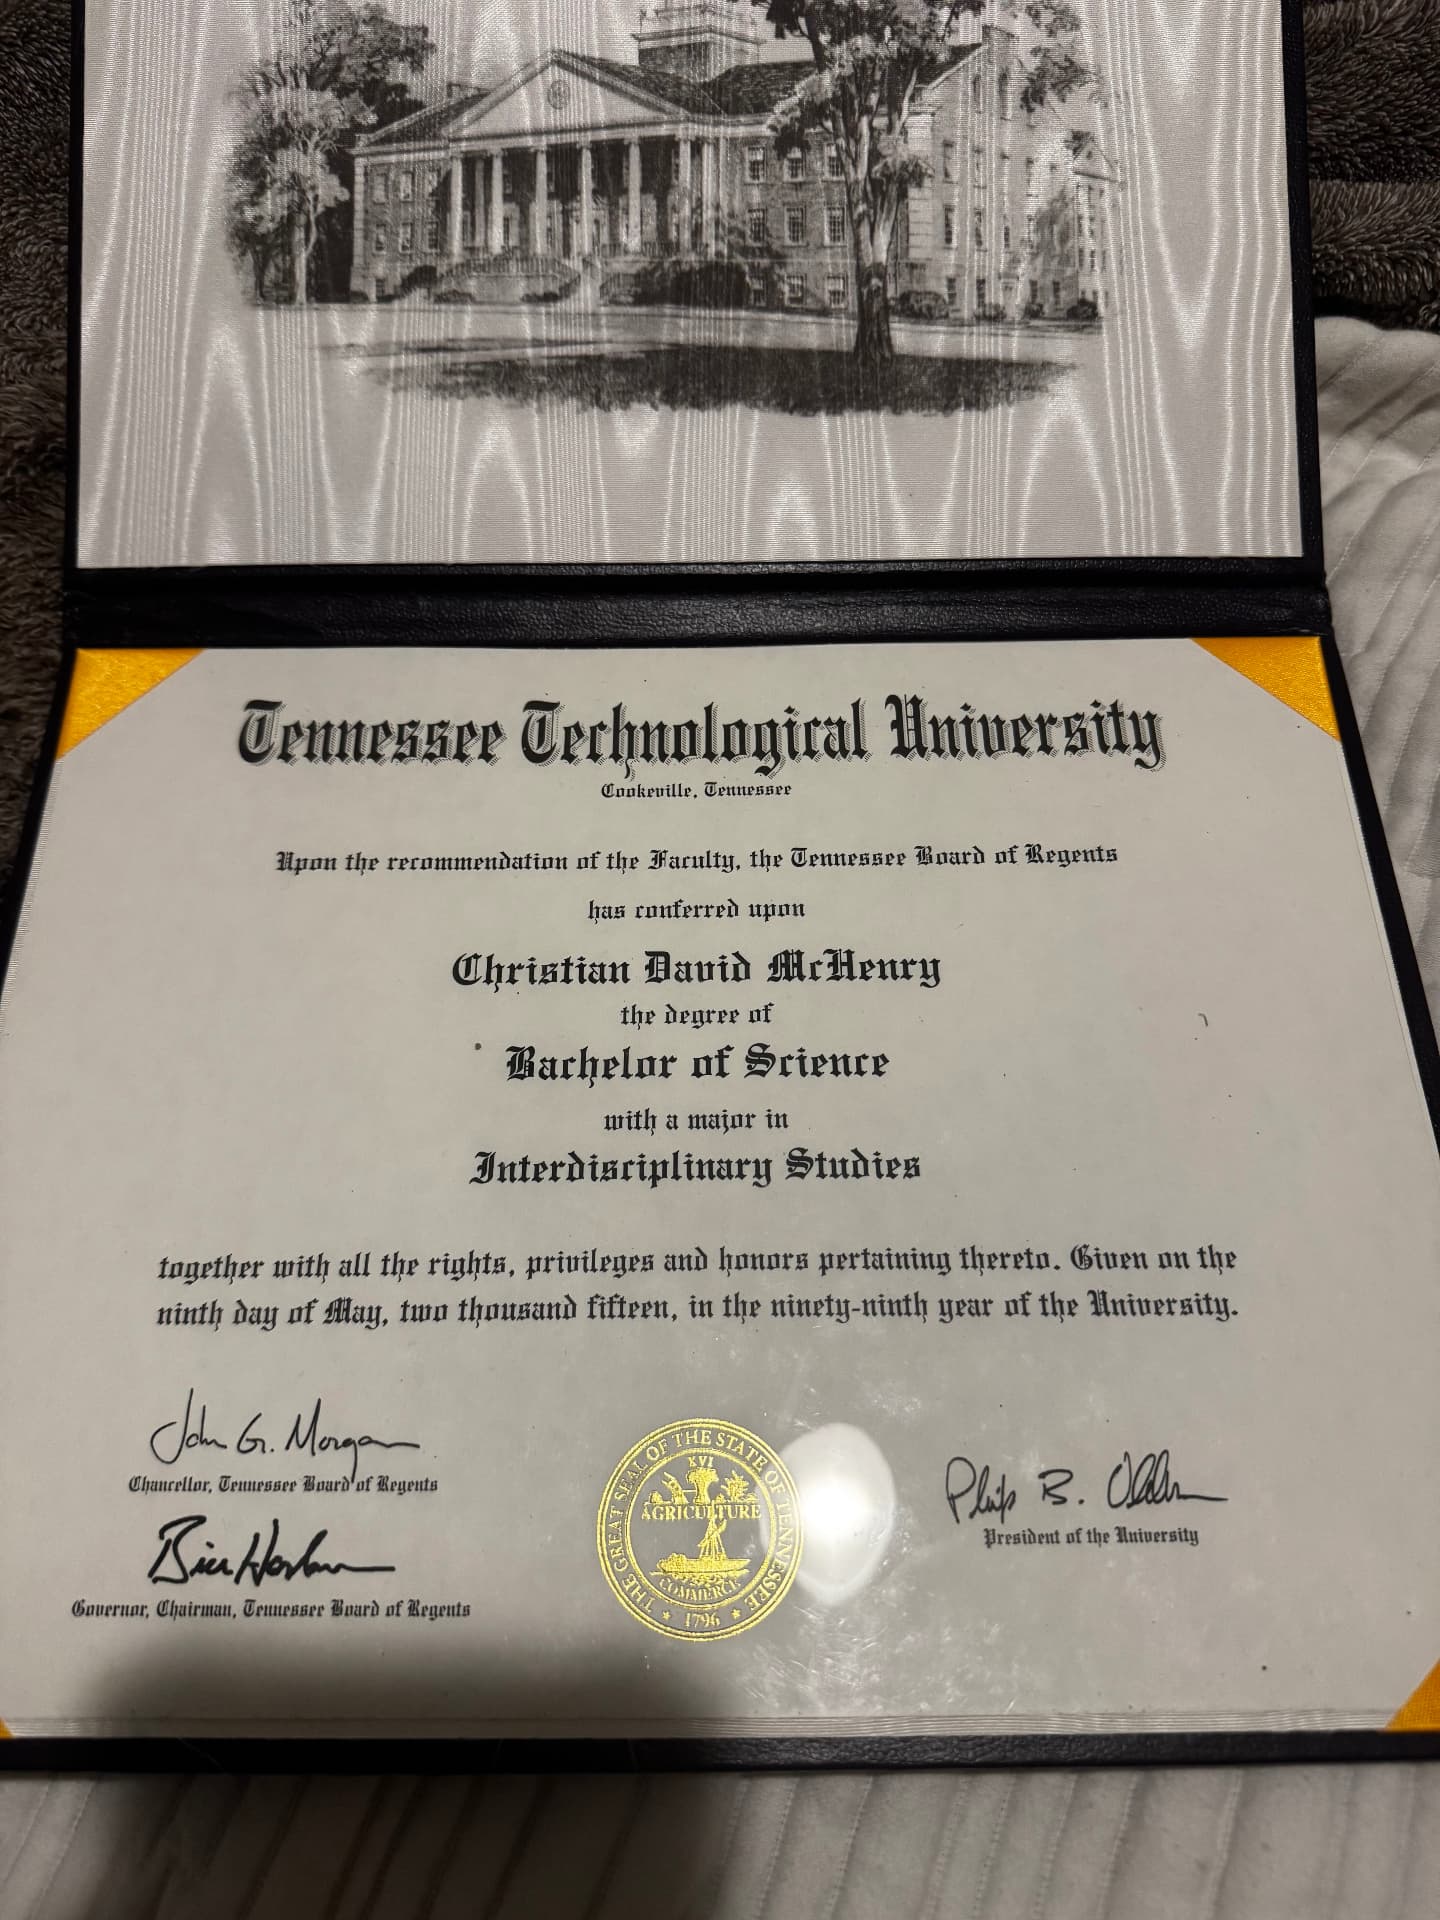 Tennessee Technological University
Cookeville, Tennessee
Upon the recommendation of the Faculty, the Tennessee Board of Regents
has conferred upon
Christian David McHenry
the degree of
Bachelor of Science
with a major in
Interdisciplinary Studies
together with all the rights, privileges and honors pertaining thereto. Given on the
ninth day of May, two thousand fifteen, in the ninety-ninth year of the University.
John G. Morgan
Chancellor, Tennessee Board of Regents
Bill Haslam
Governor, Chairman, Tennessee Board of Regents
THE GREAT SEAL OF THE STATE OF TENNESSEE
XVI
AGRICULTURE
COMMERCE
1796
Philip B. Oldham
President of the University